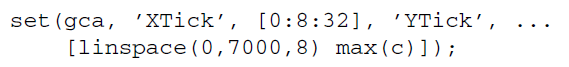 set(gca, ’XTick’, [0:8:32], ’YTick’, ...
[linspace(0,7000,8) max(c)]);